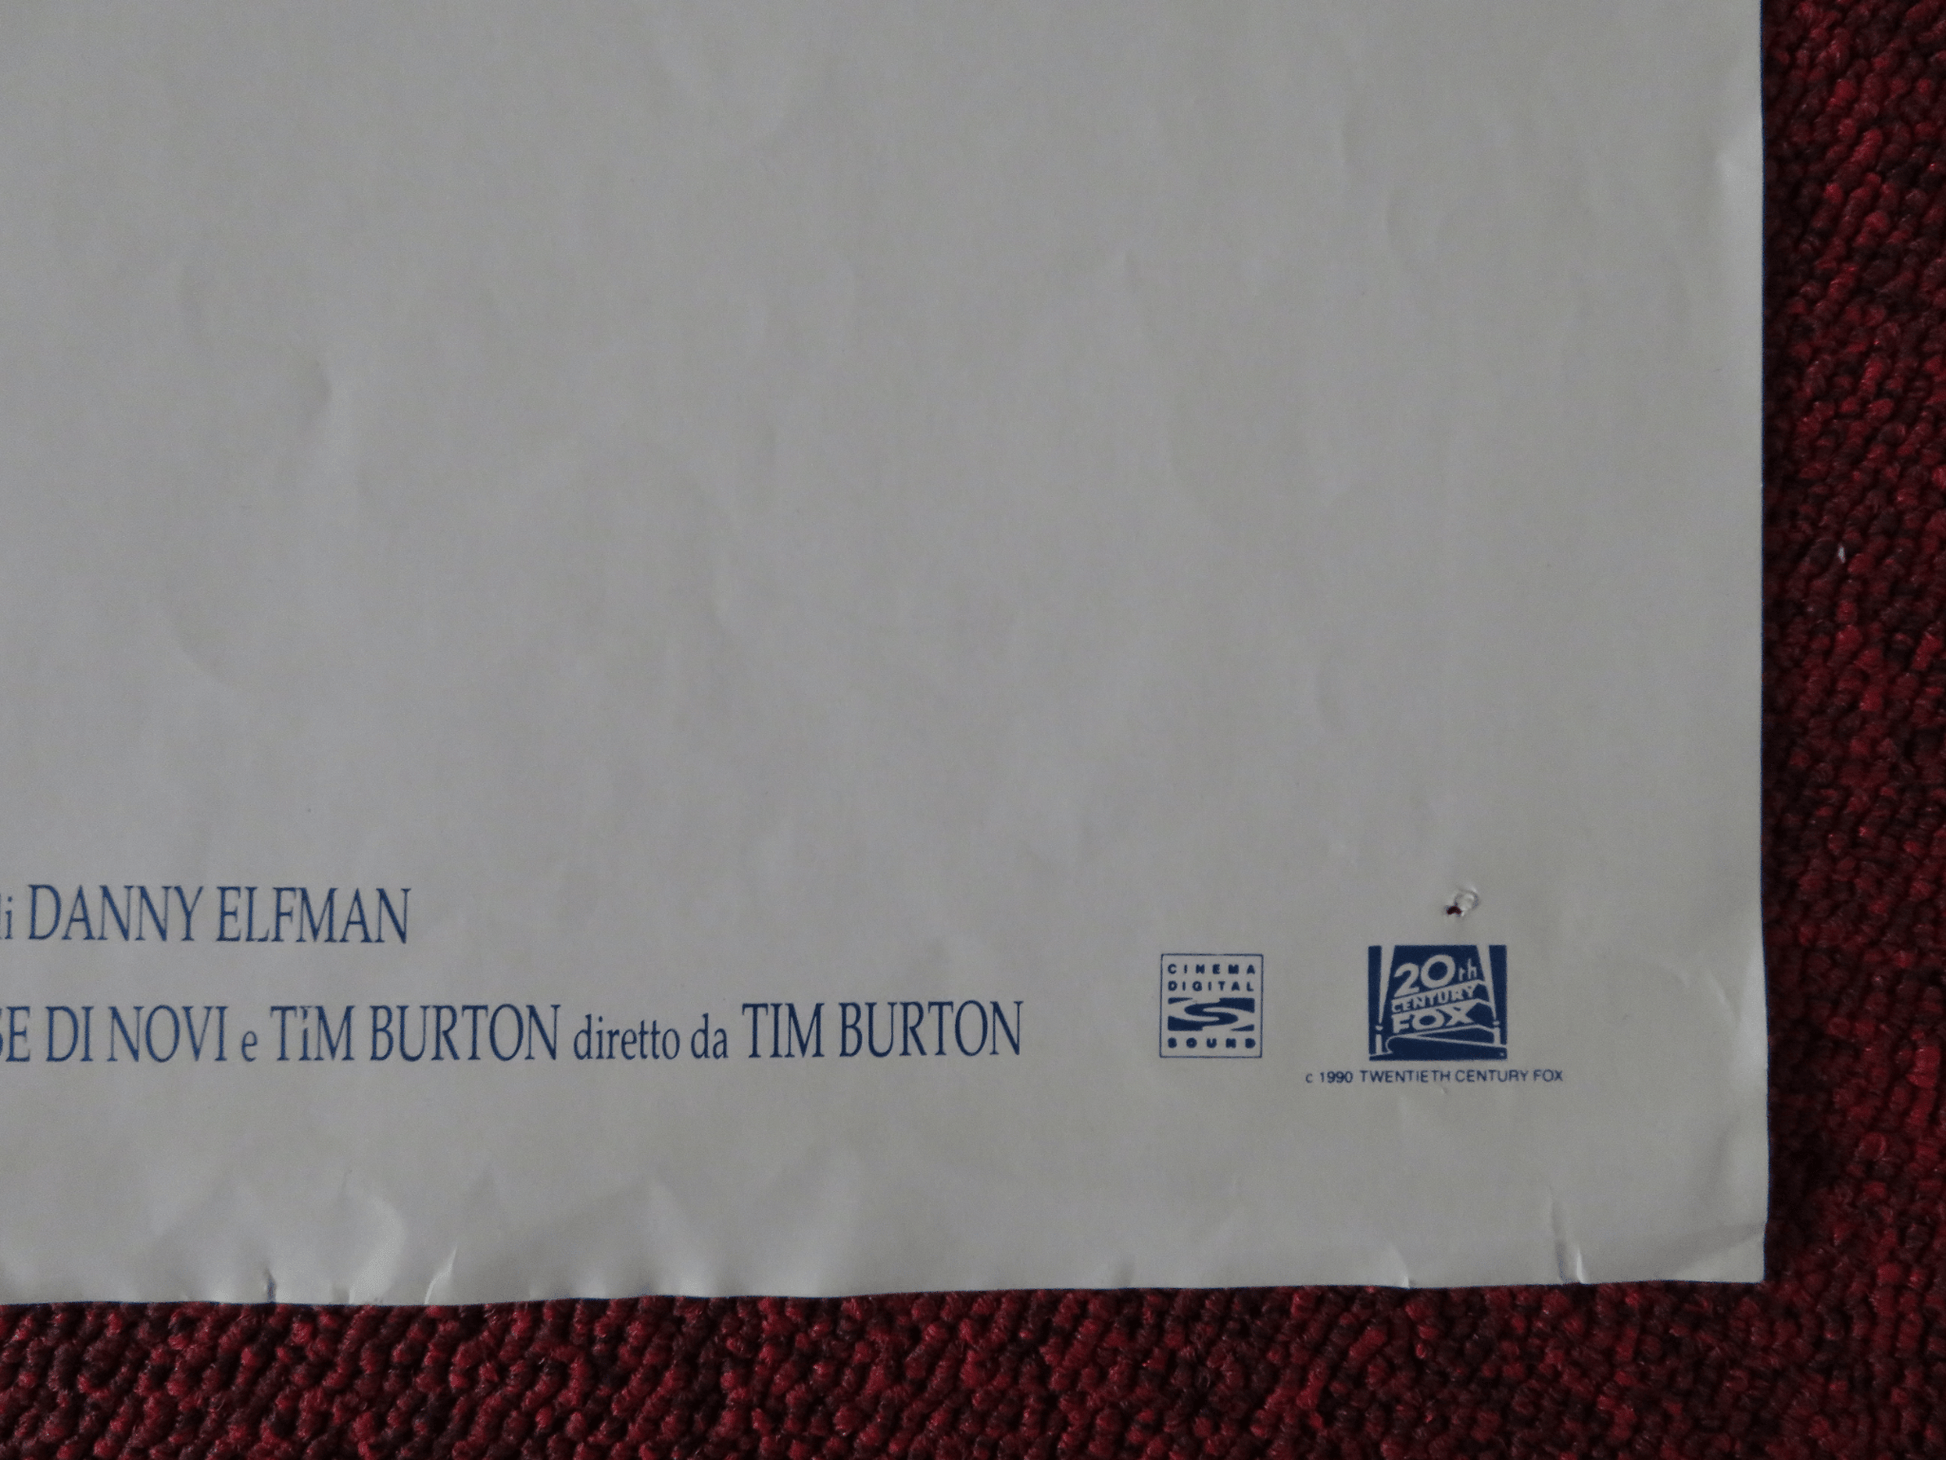 di DANNY ELFMAN
SE DI NOVI e TiM BURTON diretto da TIM BURTON
CINEMA
DIGITAL
SOUND
20th
CENTURY
FOX
c 1990 TWENTIETH CENTURY FOX